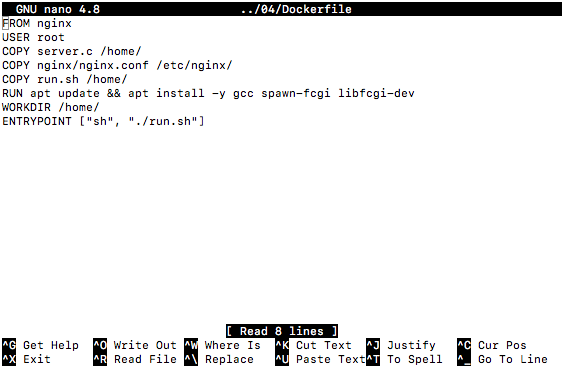 GNU nano 4.8 ../04/Dockerfile
FROM nginx
USER root
COPY server.c /home/
COPY nginx/nginx.conf /etc/nginx/
COPY run.sh /home/
RUN apt update && apt install -y gcc spawn-fcgi libfcgi-dev
WORKDIR /home/
ENTRYPOINT ["sh", "./run.sh"]
[ Read 8 lines ]
^G Get Help ^O Write Out ^W Where Is ^K Cut Text ^J Justify ^C Cur Pos
^X Exit ^R Read File ^\ Replace ^U Paste Text ^T To Spell ^_ Go To Line